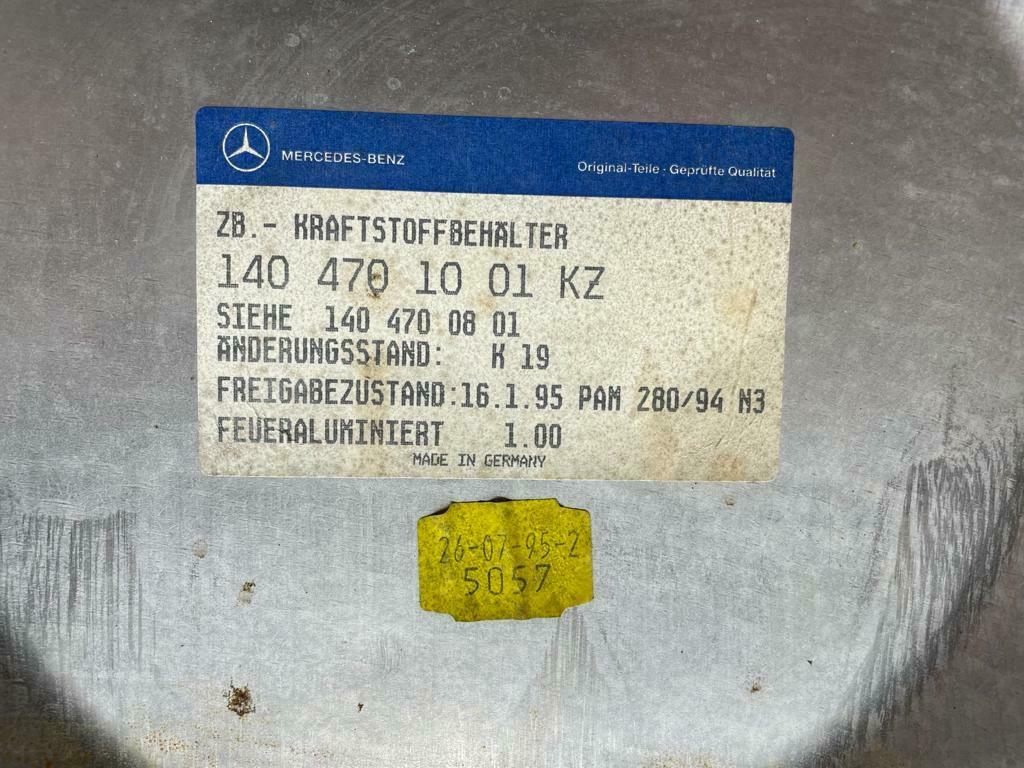 MERCEDES-BENZ
Original-Teile · Geprüfte Qualität
ZB.- KRAFTSTOFFBEHÄLTER
140 470 10 01 KZ
SIEHE 140 470 08 01
ÄNDERUNGSSTAND: K 19
FREIGABEZUSTAND:16.1.95 PAM 280/94 N3
FEUERALUMINIERT 1.00
MADE IN GERMANY
26-07-95-2
5057